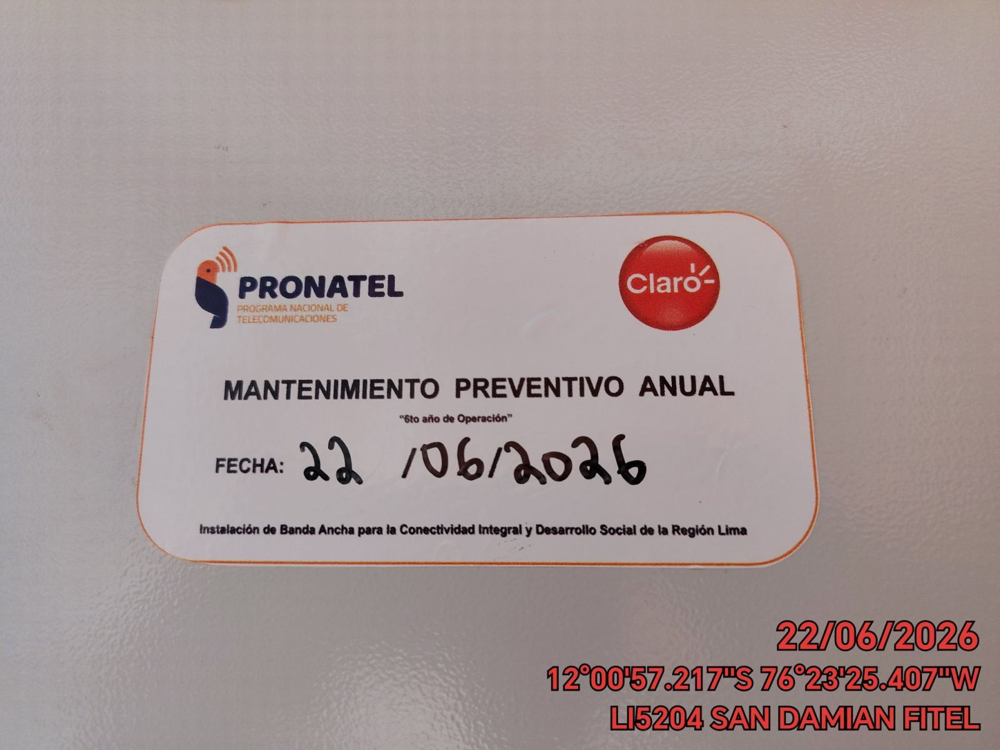 PRONATEL
PROGRAMA NACIONAL DE
TELECOMUNICACIONES
Claro
MANTENIMIENTO PREVENTIVO ANUAL
"6to año de Operación"
FECHA: 22 /06/2026
Instalación de Banda Ancha para la Conectividad Integral y Desarrollo Social de la Región Lima
22/06/2026
12°00'57.217"S 76°23'25.407"W
LI5204 SAN DAMIAN FITEL